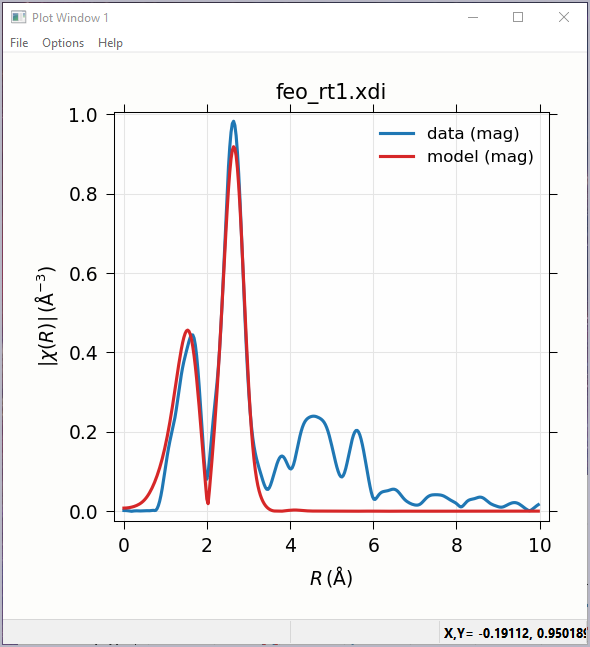 Plot Window 1
File Options Help
feo_rt1.xdi
data (mag)
model (mag)
1.0
0.8
0.6
0.4
0.2
0.0
|χ(R)| (Å⁻³)
0 2 4 6 8 10
R (Å)
X,Y= -0.19112, 0.950189